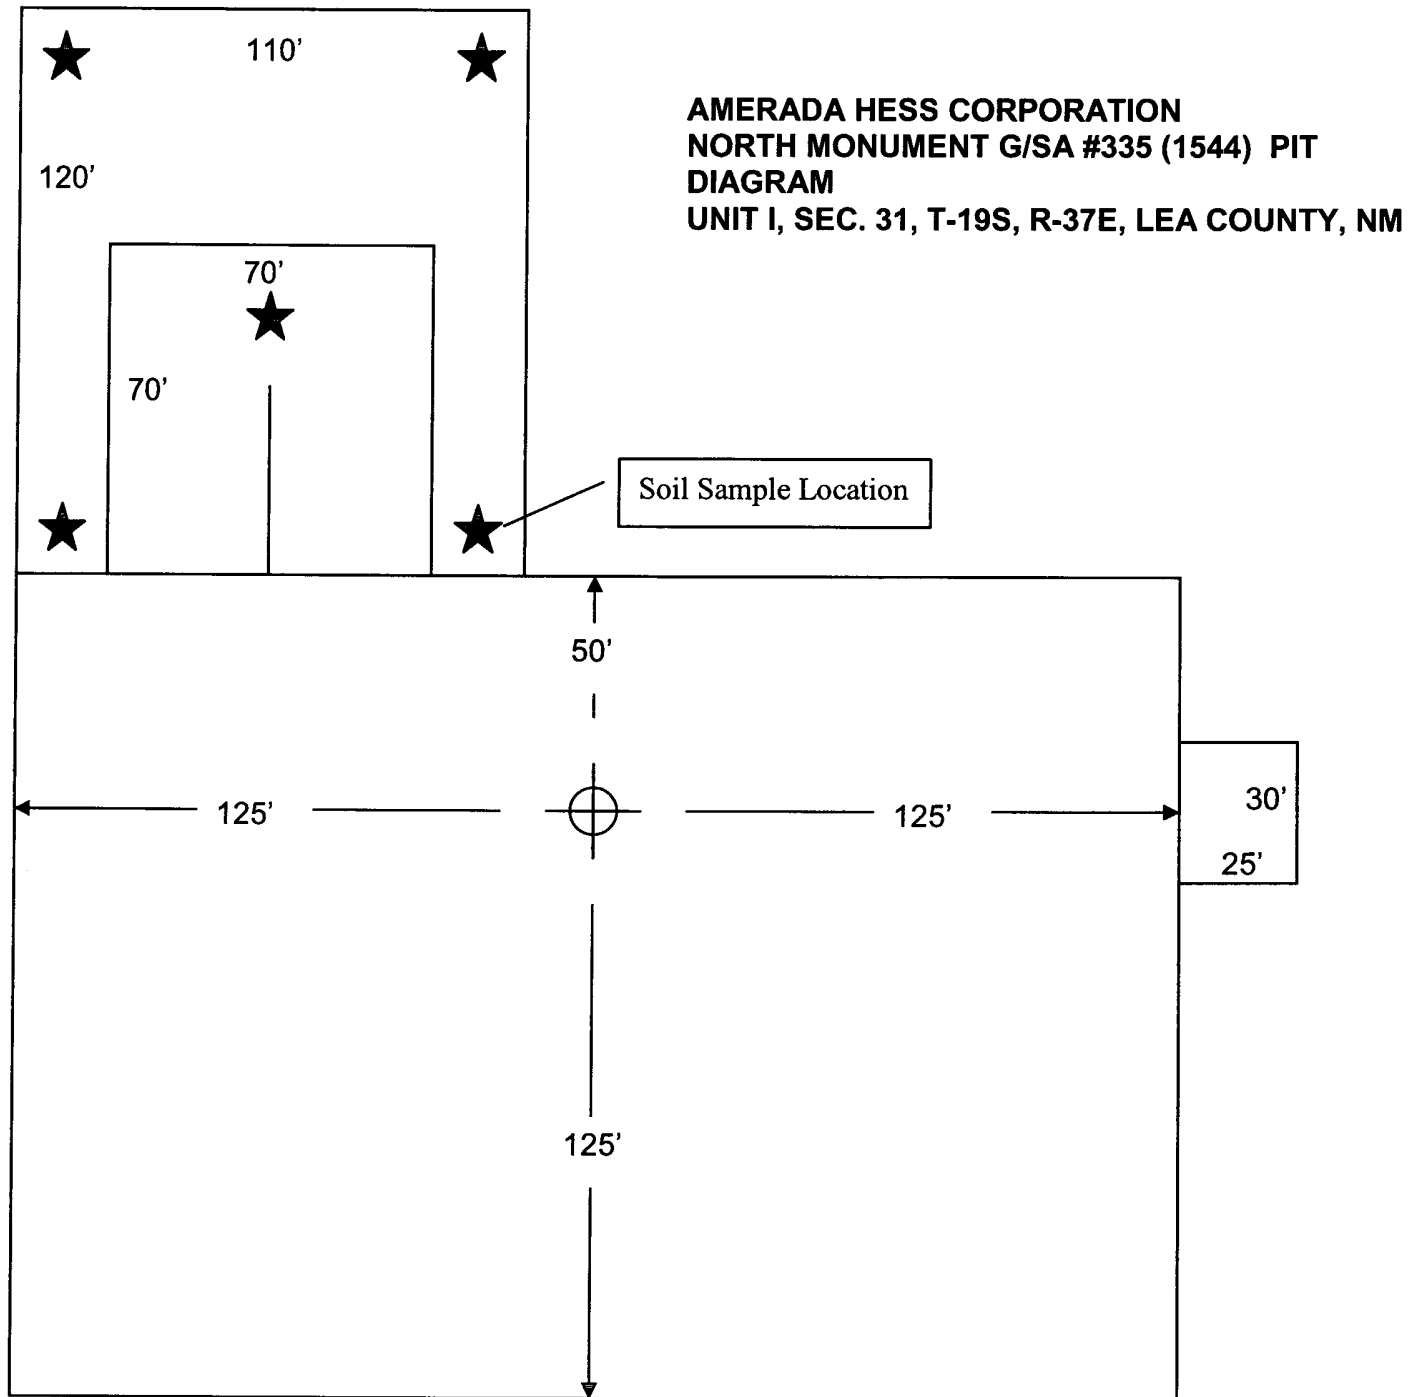 110’
AMERADA HESS CORPORATION
NORTH MONUMENT G/SA #335 (1544) PIT
DIAGRAM
UNIT I, SEC. 31, T-19S, R-37E, LEA COUNTY, NM
120’
70’
70’
Soil Sample Location
50’
125’
125’
30’
25’
125’